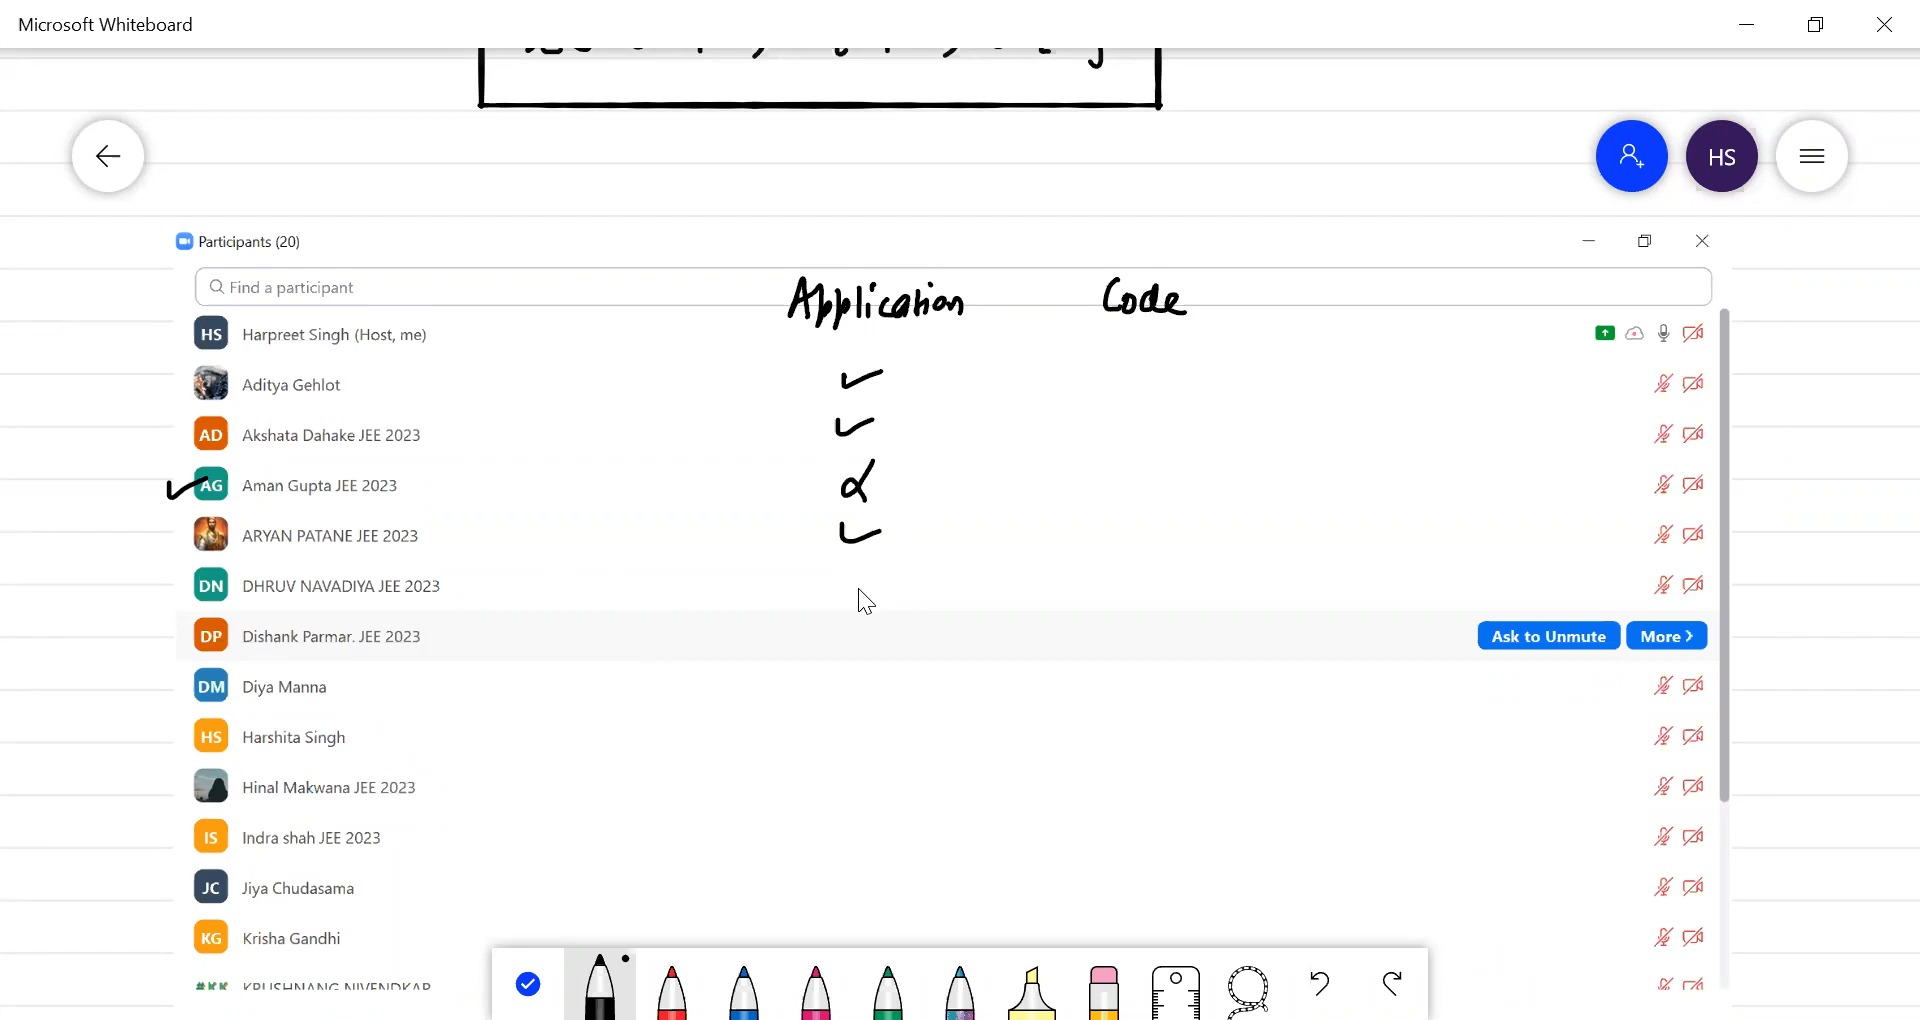 Microsoft Whiteboard
HS
Participants (20)
Find a participant
Application Code
HS Harpreet Singh (Host, me)
Aditya Gehlot
AD Akshata Dahake JEE 2023
AG Aman Gupta JEE 2023
ARYAN PATANE JEE 2023
DN DHRUV NAVADIYA JEE 2023
DP Dishank Parmar. JEE 2023 Ask to Unmute More
DM Diya Manna
HS Harshita Singh
Hinal Makwana JEE 2023
IS Indra shah JEE 2023
JC Jiya Chudasama
KG Krisha Gandhi
#KK KRUSHNANG NIVENDKAR